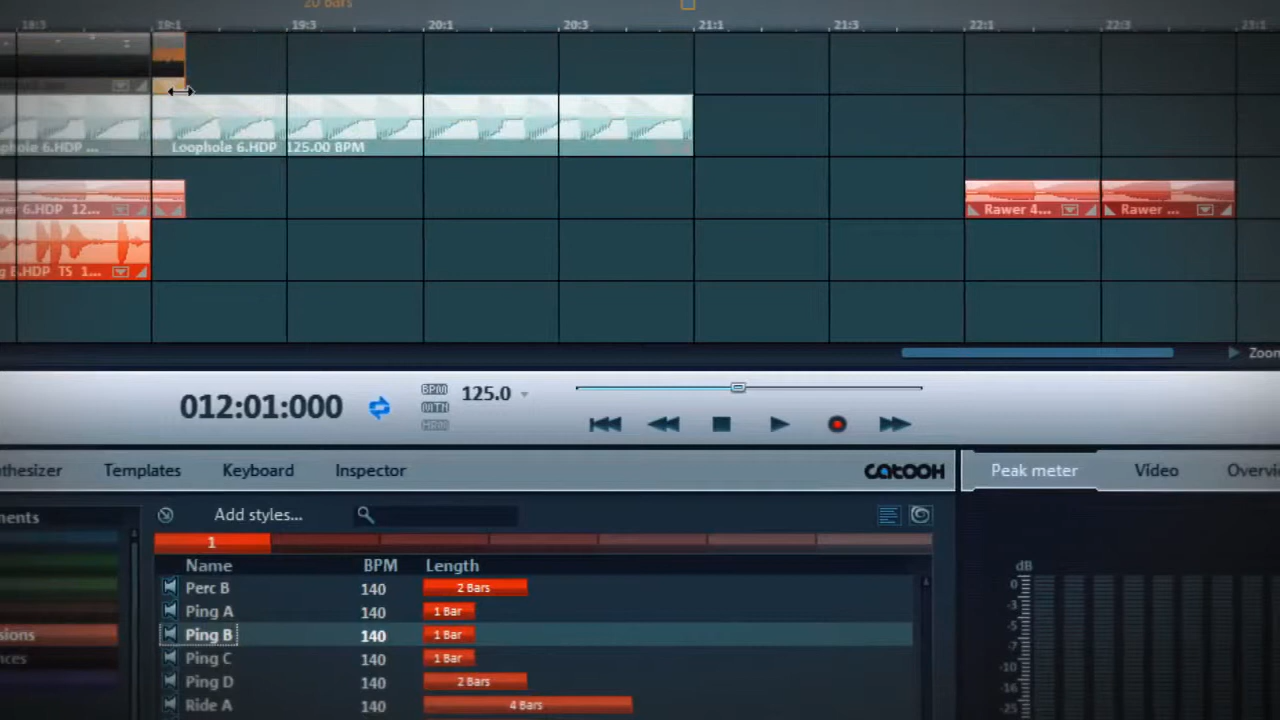 20 Bars
18:3 19:1 19:3 20:1 20:3 21:1 21:3 22:1 22:3 23:1
phole 6.HDP ... Loophole 6.HDP 125.00 BPM
wer 6.HDP 12... Rawer 4... Rawer ...
g B.HDP TS 1...
Zoom
012:01:000 BPM 125.0
MTH
HRM
nthesizer Templates Keyboard Inspector catooh Peak meter Video Overvi
ments Add styles...
1
Name BPM Length dB
Perc B 140 2 Bars 0
Ping A 140 1 Bar -3
-5
sions Ping B 140 1 Bar -7
nces Ping C 140 1 Bar -10
Ping D 140 2 Bars -16
Ride A 140 4 Bars -25